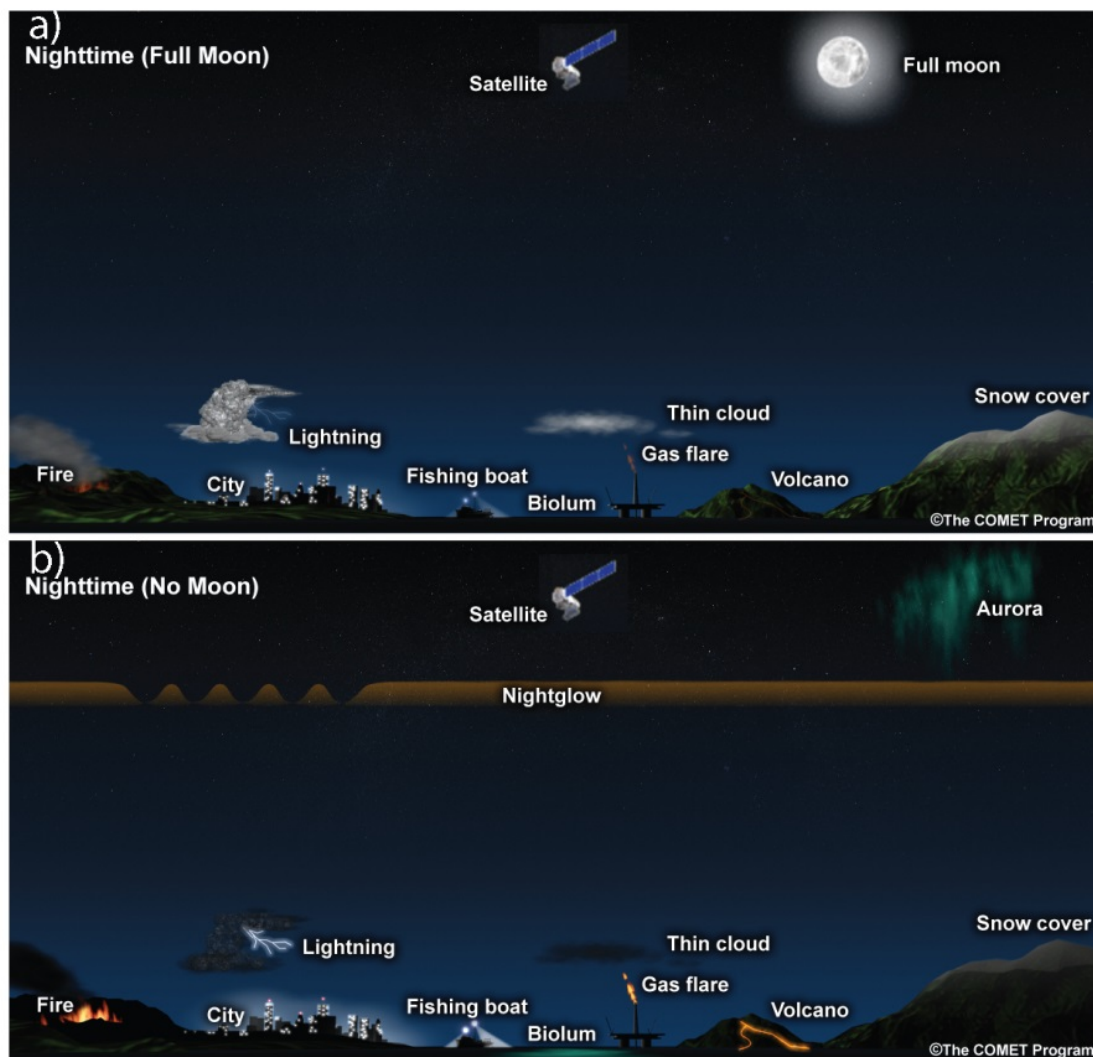 a)
Nighttime (Full Moon)
Satellite
Full moon
Snow cover
Thin cloud
Lightning
Gas flare
Fire
City
Fishing boat
Biolum
Volcano
©The COMET Program
b)
Nighttime (No Moon)
Satellite
Aurora
Nightglow
Snow cover
Thin cloud
Lightning
Gas flare
Fire
City
Fishing boat
Biolum
Volcano
©The COMET Program